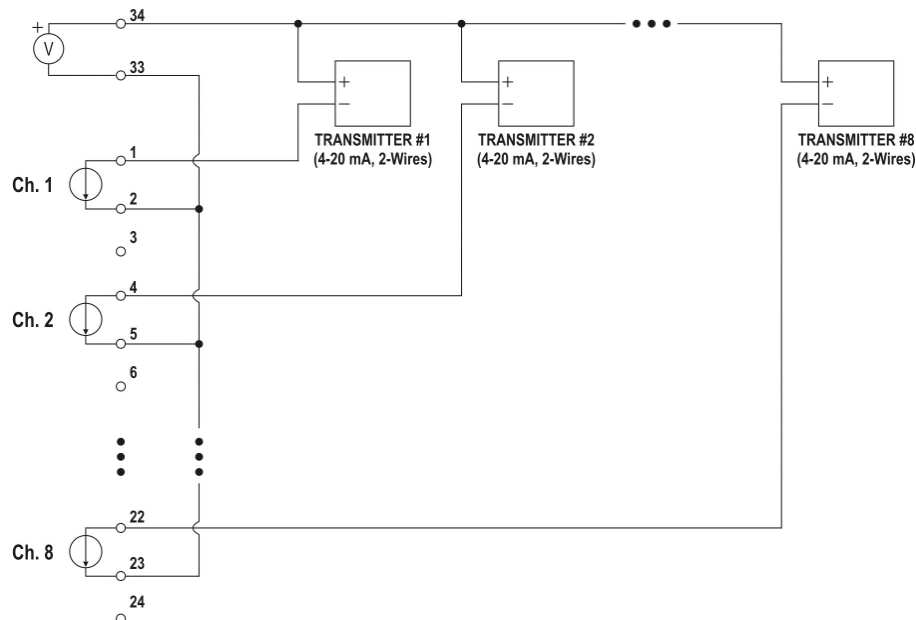 34
+
V
33
+
−
TRANSMITTER #1
(4-20 mA, 2-Wires)
+
−
TRANSMITTER #2
(4-20 mA, 2-Wires)
+
−
TRANSMITTER #8
(4-20 mA, 2-Wires)
1
Ch. 1
2
3
4
Ch. 2
5
6
22
Ch. 8
23
24